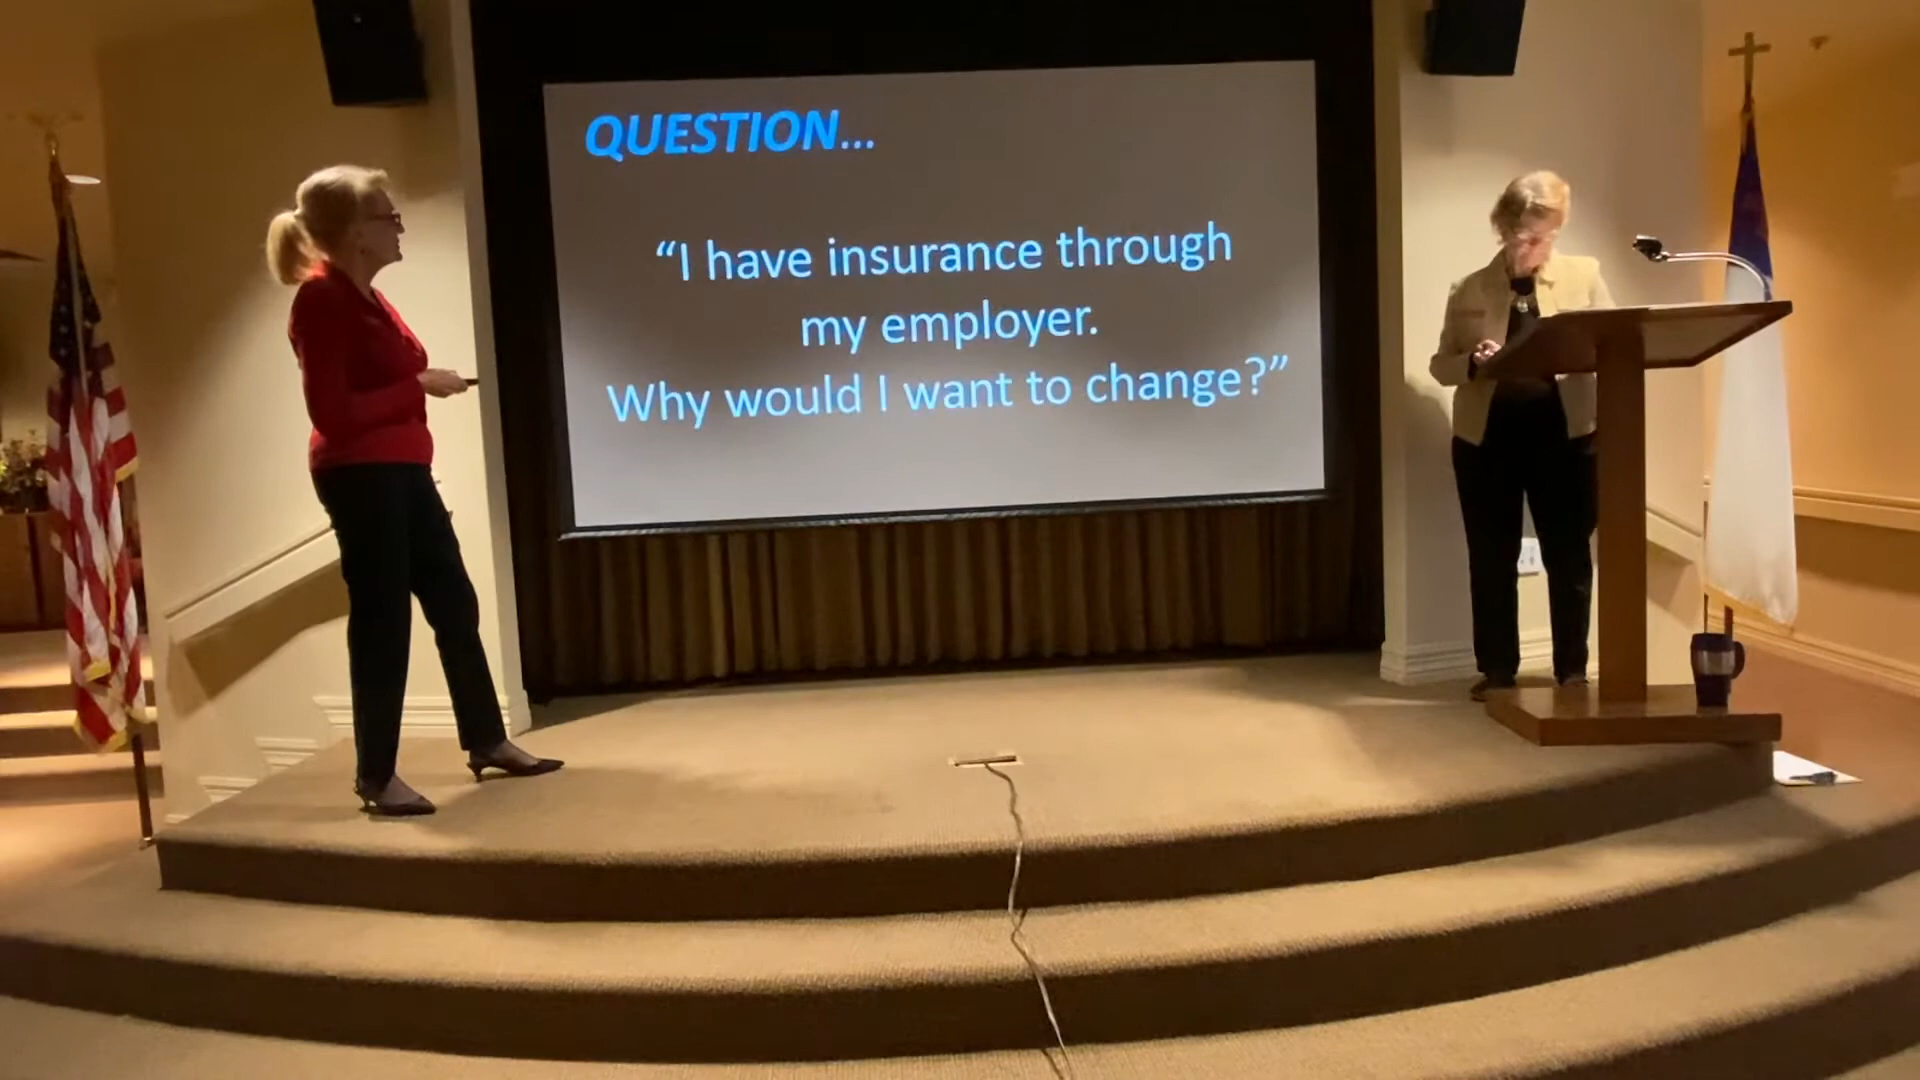 QUESTION...
“I have insurance through
my employer.
Why would I want to change?”